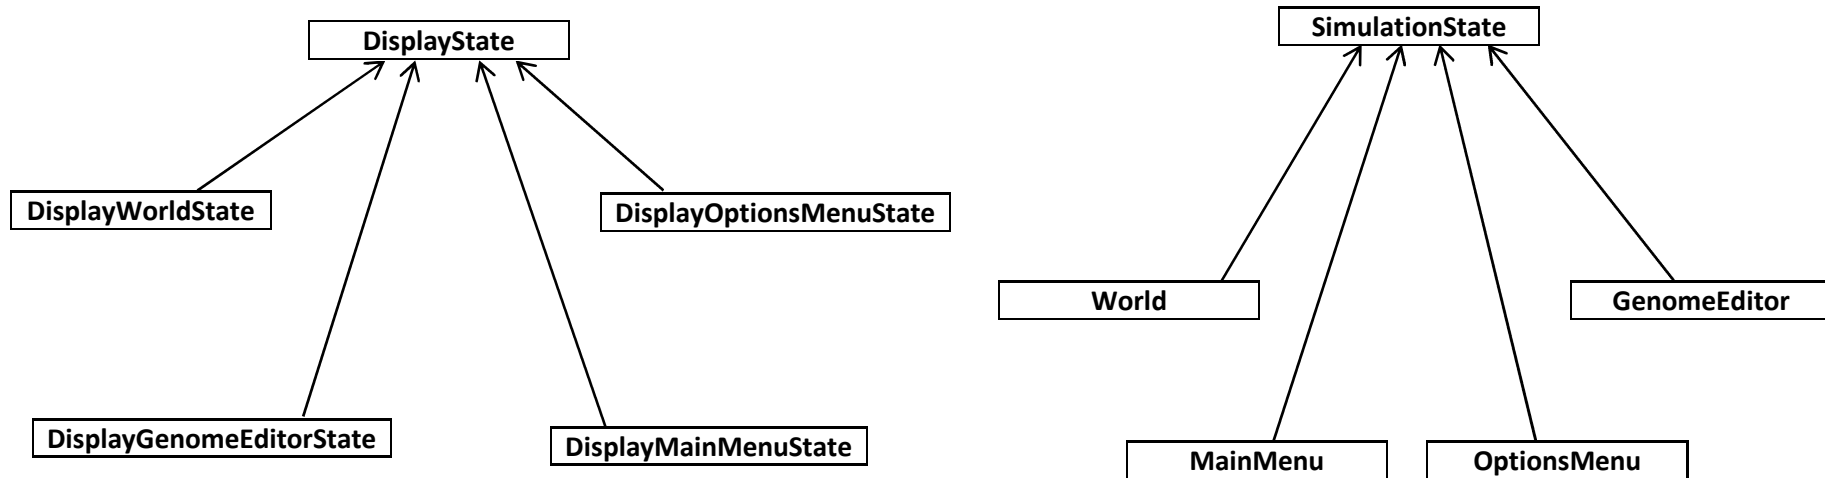 DisplayState
SimulationState
DisplayWorldState
DisplayOptionsMenuState
World
GenomeEditor
DisplayGenomeEditorState
DisplayMainMenuState
MainMenu
OptionsMenu